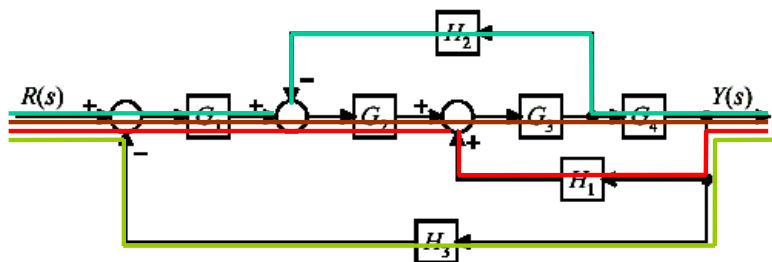 H₂
−
R(s) + G₁ + G₂ + G₃ G₄ Y(s)
− +
H₁
H₃